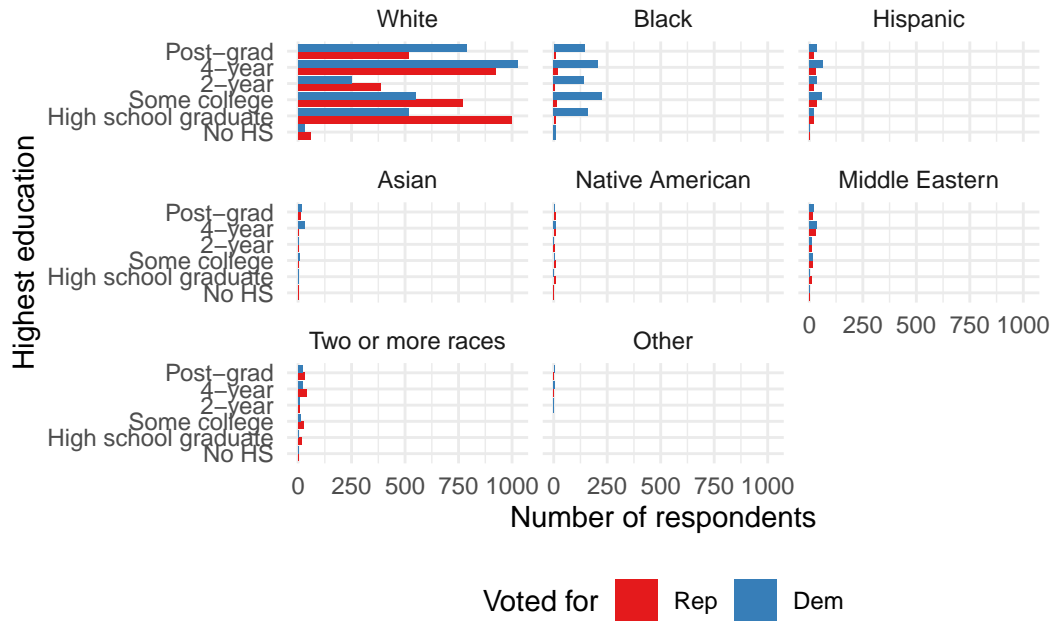 White Black Hispanic
Post−grad
4−year
2−year
Some college
High school graduate
No HS
Asian Native American Middle Eastern
Post−grad
4−year
2−year
Some college
High school graduate
No HS
0 250 500 750 1000
Two or more races Other
Post−grad
4−year
2−year
Some college
High school graduate
No HS
0 250 500 750 1000 0 250 500 750 1000
Number of respondents
Highest education
Voted for Rep Dem